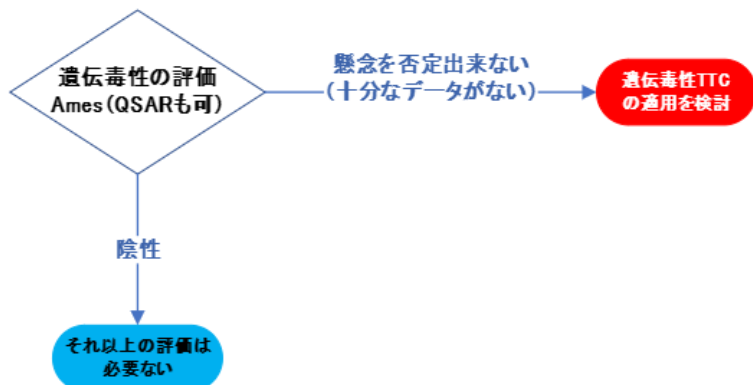 遺伝毒性の評価
Ames(QSARも可)
懸念を否定出来ない
(十分なデータがない)
遺伝毒性TTC
の適用を検討
陰性
それ以上の評価は
必要ない